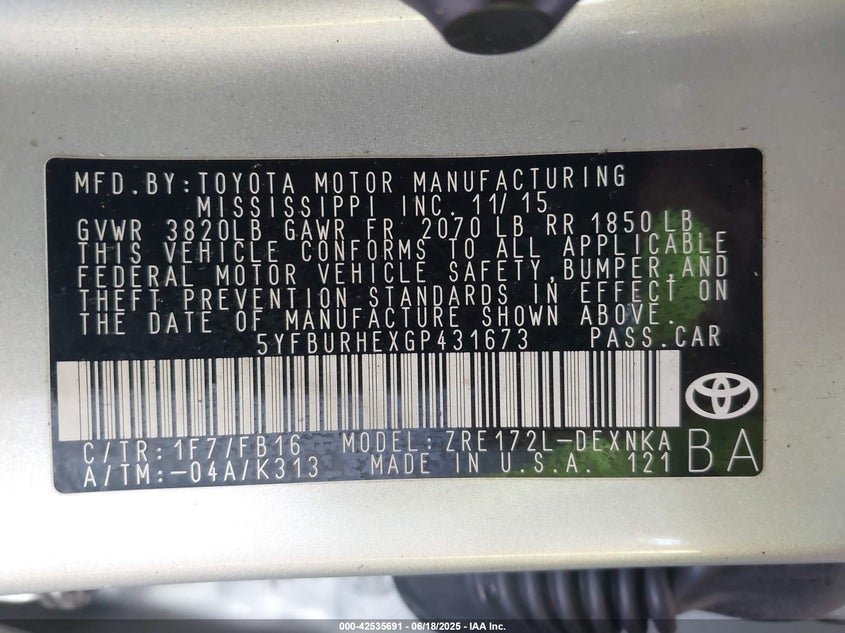 MFD.BY:TOYOTA MOTOR MANUFACTURING
MISSISSIPPI INC. 11/15
GVWR 3820LB GAWR FR 2070LB RR 1850LB
THIS VEHICLE CONFORMS TO ALL APPLICABLE
FEDERAL MOTOR VEHICLE SAFETY,BUMPER,AND
THEFT PREVENTION STANDARDS IN EFFECT ON
THE DATE OF MANUFACTURE SHOWN ABOVE.
5YFBURHEXGP431673 PASS.CAR
C/TR:1F7/FB16 MODEL:ZRE172L-DEXNKA
A/TM:-04A/K313 MADE IN U.S.A. 121
BA
000-42535691 - 06/18/2025 - IAA Inc.